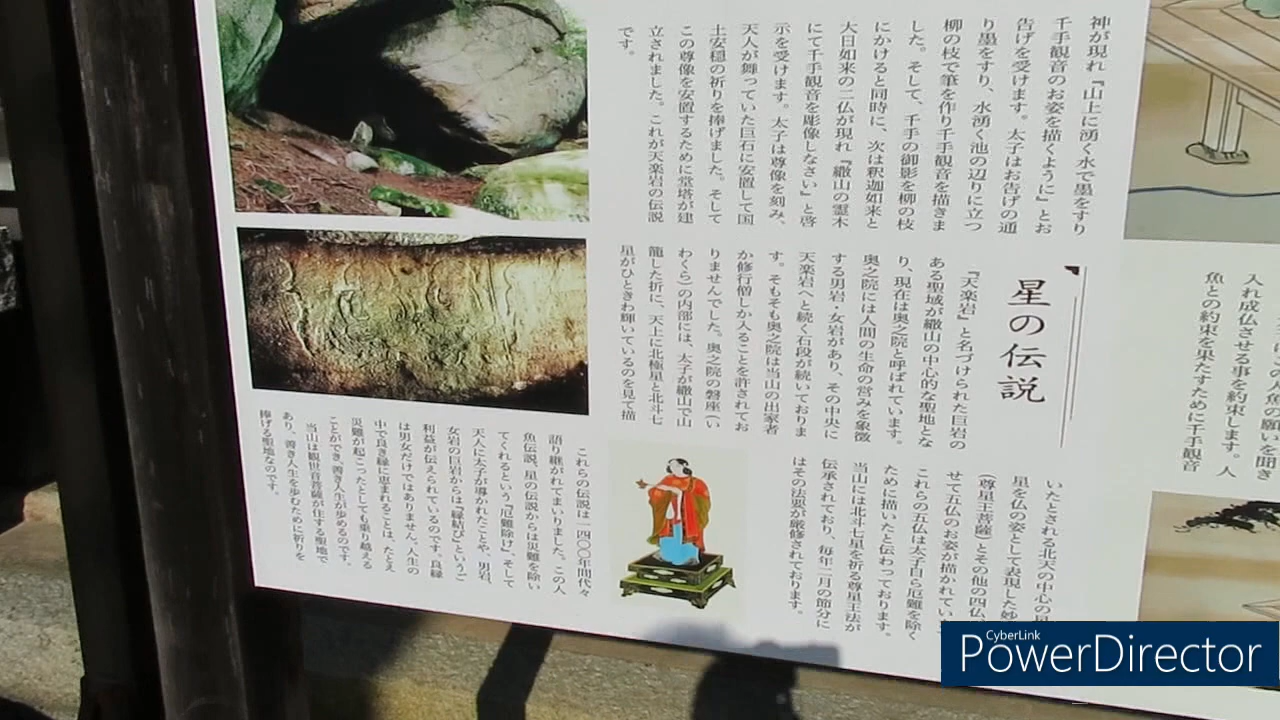 入れ成仏させる事を約束します。人
魚との約束を果たすために千手観音
神が現れ『山上に湧く水で墨をすり
千手観音のお姿を描くように』とお
告げを受けます。太子はお告げの通
り墨をすり、水湧く池の辺りに立つ
柳の枝で筆を作り千手観音を描きま
した。そして、千手の御影を柳の枝
にかけると同時に、次は釈迦如来と
大日如来の二仏が現れ『繖山の霊木
にて千手観音を彫像しなさい』と啓
示を受けます。太子は尊像を刻み、
天人が舞っていた巨石に安置して国
土安穏の祈りを捧げました。そして
この尊像を安置するために堂塔が建
立されました。これが天楽岩の伝説
です。
星の伝説
『天楽岩』と名づけられた巨岩の
ある聖域が繖山の中心的な聖地とな
り、現在は奥之院と呼ばれています。
奥之院には人間の生命の営みを象徴
する男岩・女岩があり、その中央に
天楽岩へと続く石段が続いておりま
す。そもそも奥之院は当山の出家者
か修行僧しか入ることを許されてお
りませんでした。奥之院の磐座(い
わくら)の内部には、太子が繖山で山
籠した折に、天上に北極星と北斗七
星がひときわ輝いているのを見て描
いたとされる北天の中心の
星を仏の姿として表現した妙
(尊星王菩薩)とその他の四仏
せて五仏のお姿が描かれてい
これらの五仏は太子自ら厄難を除く
ために描いたと伝わっております。
当山には北斗七星を祈る尊星王法が
伝承されており、毎年二月の節分に
はその法要が厳修されております。
これらの伝説は一四〇〇年間代々
語り継がれてまいりました。この人
魚伝説、星の伝説からは災難を除い
てくれるという『厄難除け』、そして
天人に太子が導かれたことや、男岩、
女岩の巨岩からは『縁結び』というご
利益が伝えられているのです。良縁
は男女だけではありません。人生の
中で良き縁に恵まれることは、たとえ
災難が起こったとしても乗り越える
ことができ、善き人生が歩めるのです。
当山は観世音菩薩が住する聖地で
あり、善き人生を歩むために祈りを
捧げる聖地なのです。
CyberLink
PowerDirector